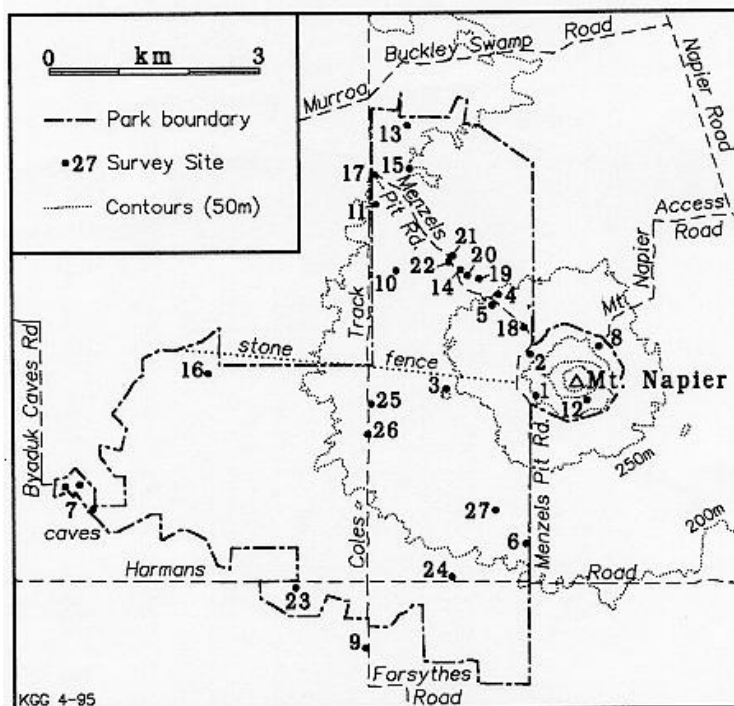 0 km 3
Park boundary
27 Survey Site
Contours (50m)
Murroa
Buckley Swamp
Road
Napier
Road
13
15
17
Menzels
Pit Rd.
11
Access
Road
21
22
20
10
14
19
4
5
Mt.
Napier
18
8
Track
stone
fence
2
16
3
1
Mt. Napier
12
25
26
Byaduk Caves Rd
Menzels Pit Rd.
250m
27
7
caves
200m
Coles
6
Harmans
24
Road
23
9
Forsythes
Road
KGG 4-95